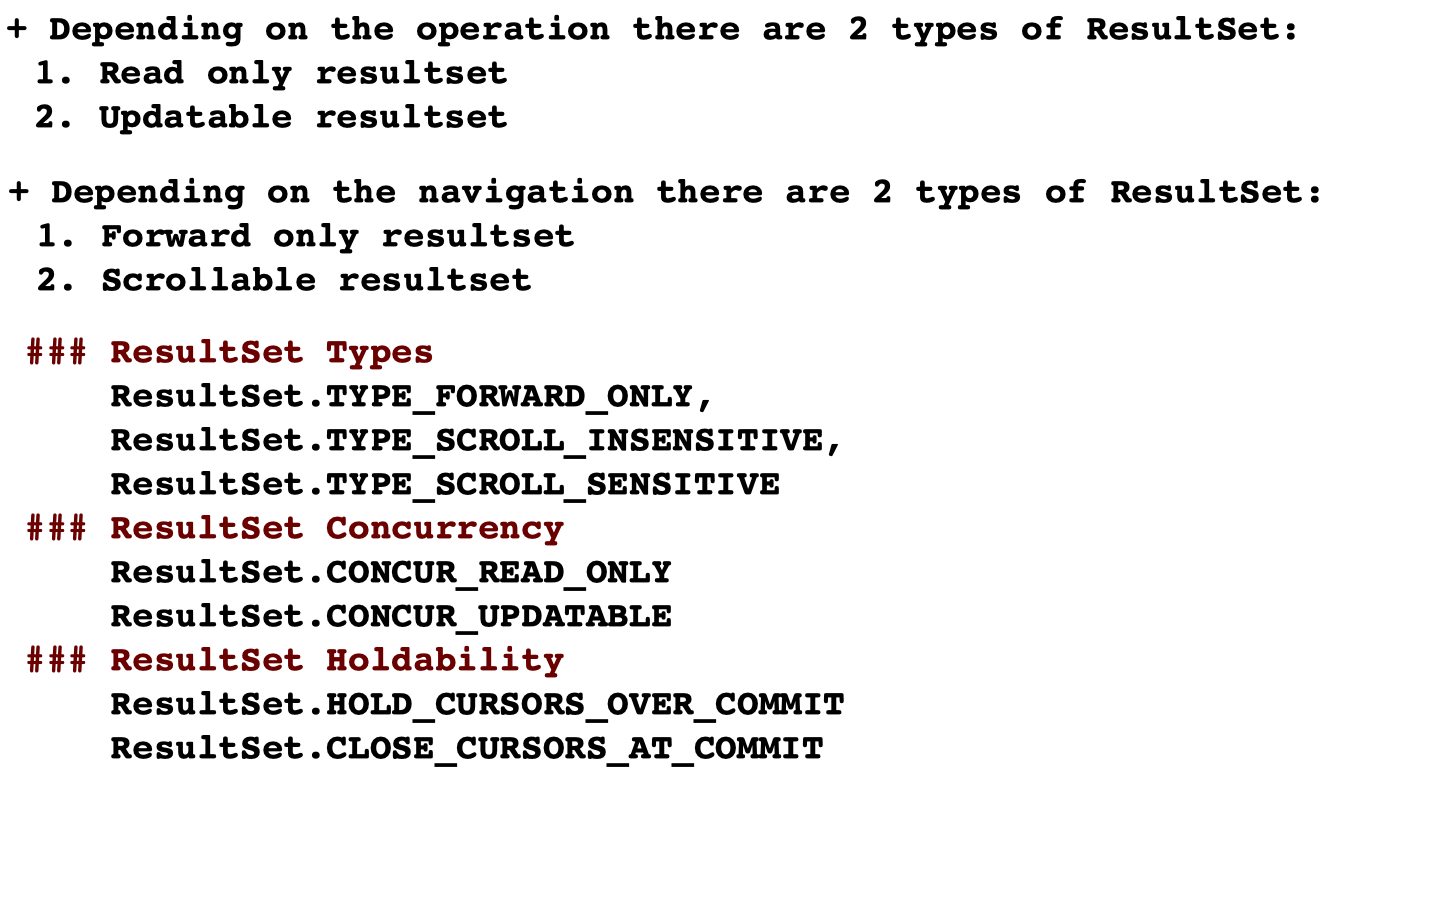 + Depending on the operation there are 2 types of ResultSet:
1. Read only resultset
2. Updatable resultset
+ Depending on the navigation there are 2 types of ResultSet:
1. Forward only resultset
2. Scrollable resultset
### ResultSet Types
ResultSet.TYPE_FORWARD_ONLY,
ResultSet.TYPE_SCROLL_INSENSITIVE,
ResultSet.TYPE_SCROLL_SENSITIVE
### ResultSet Concurrency
ResultSet.CONCUR_READ_ONLY
ResultSet.CONCUR_UPDATABLE
### ResultSet Holdability
ResultSet.HOLD_CURSORS_OVER_COMMIT
ResultSet.CLOSE_CURSORS_AT_COMMIT